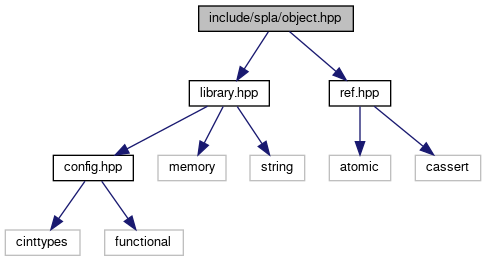 include/spla/object.hpp
library.hpp
ref.hpp
config.hpp
memory
string
atomic
cassert
cinttypes
functional